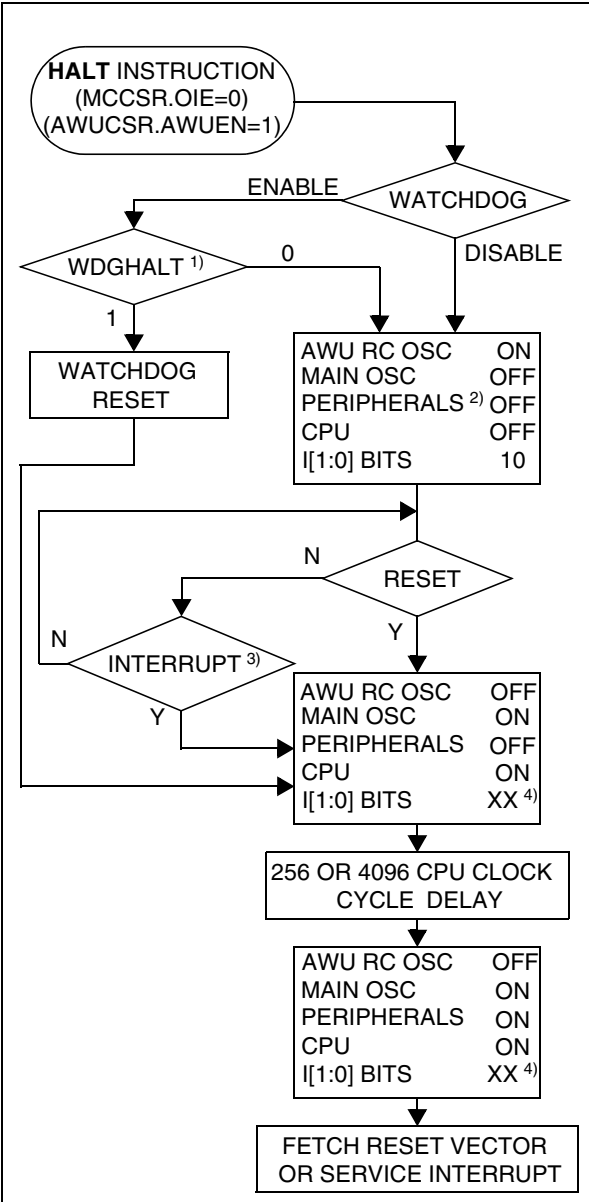 HALT INSTRUCTION
(MCCSR.OIE=0)
(AWUCSR.AWUEN=1)
ENABLE
WATCHDOG
DISABLE
WDGHALT 1)
0
1
WATCHDOG
RESET
AWU RC OSC ON
MAIN OSC OFF
PERIPHERALS 2) OFF
CPU OFF
I[1:0] BITS 10
N
RESET
Y
N
INTERRUPT 3)
Y
AWU RC OSC OFF
MAIN OSC ON
PERIPHERALS OFF
CPU ON
I[1:0] BITS XX 4)
256 OR 4096 CPU CLOCK
CYCLE DELAY
AWU RC OSC OFF
MAIN OSC ON
PERIPHERALS ON
CPU ON
I[1:0] BITS XX 4)
FETCH RESET VECTOR
OR SERVICE INTERRUPT